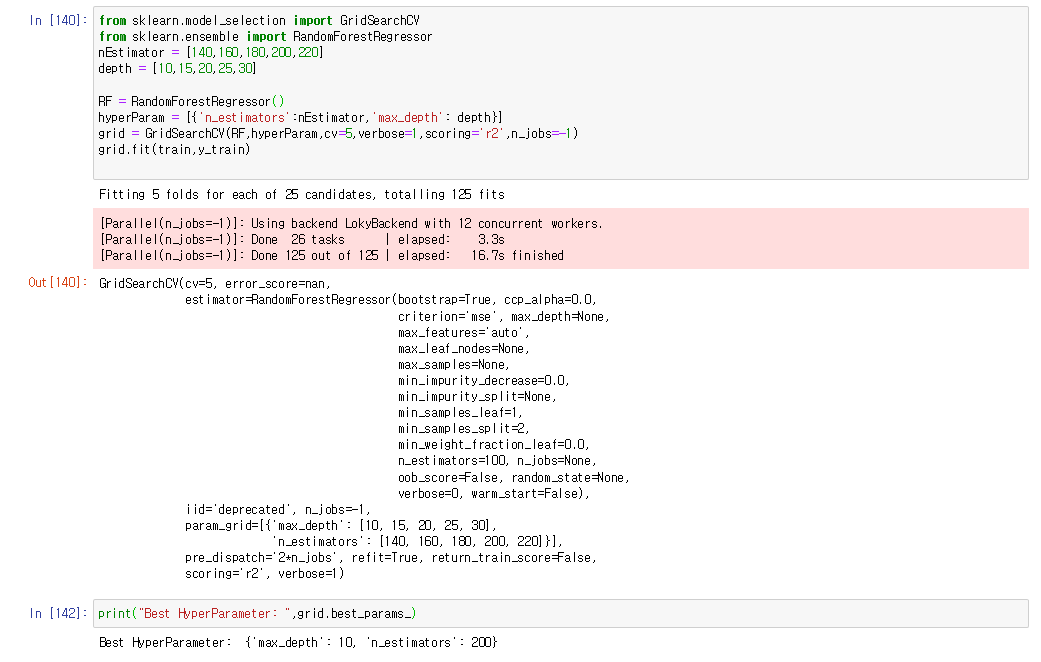 In [140]: from sklearn.model_selection import GridSearchCV
from sklearn.ensemble import RandomForestRegressor
nEstimator = [140,160,180,200,220]
depth = [10,15,20,25,30]
RF = RandomForestRegressor()
hyperParam = [{'n_estimators':nEstimator,'max_depth': depth}]
grid = GridSearchCV(RF,hyperParam,cv=5,verbose=1,scoring='r2',n_jobs=-1)
grid.fit(train,y_train)
Fitting 5 folds for each of 25 candidates, totalling 125 fits
[Parallel(n_jobs=-1)]: Using backend LokyBackend with 12 concurrent workers.
[Parallel(n_jobs=-1)]: Done  26 tasks      | elapsed:    3.3s
[Parallel(n_jobs=-1)]: Done 125 out of 125 | elapsed:   16.7s finished
Out[140]: GridSearchCV(cv=5, error_score=nan,
estimator=RandomForestRegressor(bootstrap=True, ccp_alpha=0.0,
criterion='mse', max_depth=None,
max_features='auto',
max_leaf_nodes=None,
max_samples=None,
min_impurity_decrease=0.0,
min_impurity_split=None,
min_samples_leaf=1,
min_samples_split=2,
min_weight_fraction_leaf=0.0,
n_estimators=100, n_jobs=None,
oob_score=False, random_state=None,
verbose=0, warm_start=False),
iid='deprecated', n_jobs=-1,
param_grid=[{'max_depth': [10, 15, 20, 25, 30],
'n_estimators': [140, 160, 180, 200, 220]}],
pre_dispatch='2*n_jobs', refit=True, return_train_score=False,
scoring='r2', verbose=1)
In [142]: print("Best HyperParameter: ",grid.best_params_)
Best HyperParameter:  {'max_depth': 10, 'n_estimators': 200}